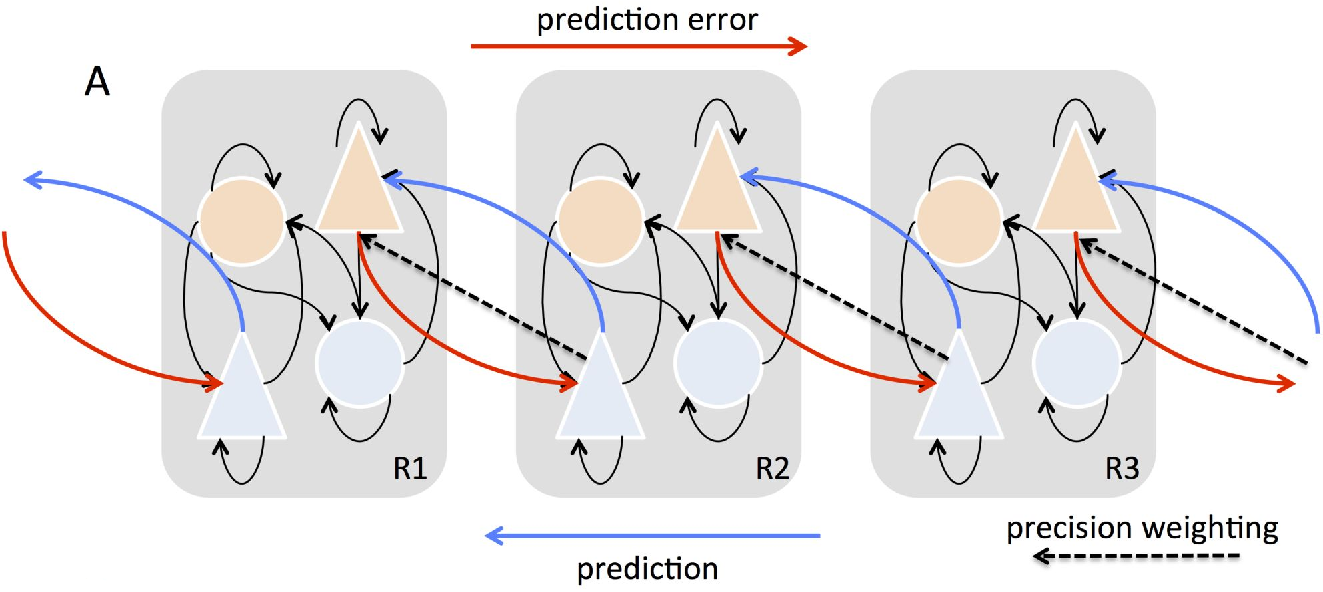 prediction error
A
R1
R2
R3
precision weighting
prediction